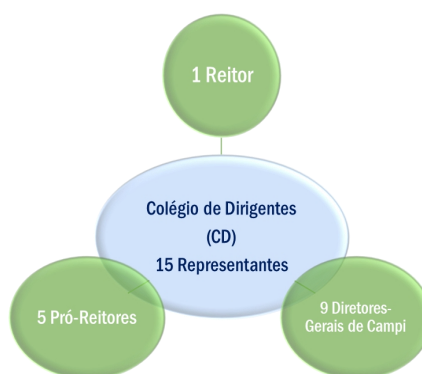 1 Reitor
Colégio de Dirigentes
(CD)
15 Representantes
5 Pró-Reitores
9 Diretores-
Gerais de Campi